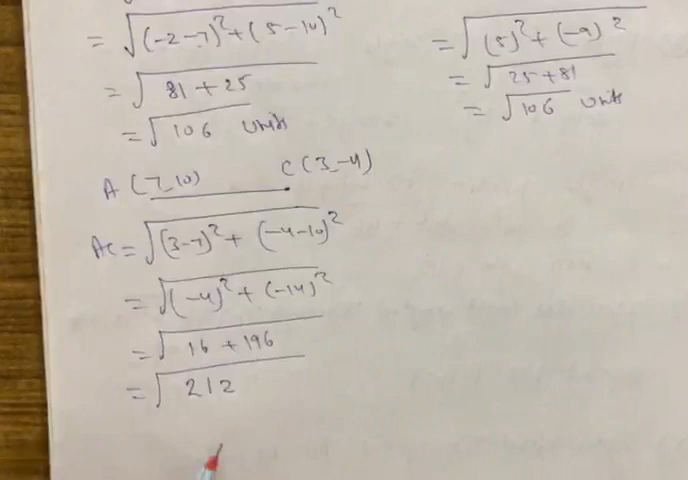 = √(-2-7)²+(5-10)²
= √81+25
= √106 units
= √(5)²+(-9)²
= √25+81
= √106 units
A (7,10) C (3,-4)
AC = √(3-7)²+(-4-10)²
= √(-4)²+(-14)²
= √16+196
= √212